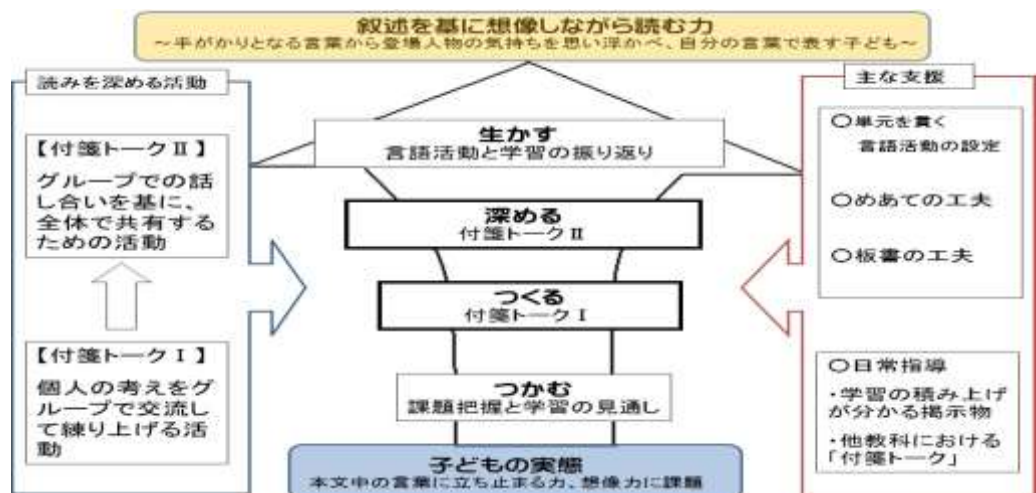 叙述を基に想像しながら読む力
～手がかりとなる言葉から登場人物の気持ちを思い浮かべ、自分の言葉で表す子ども～
読みを深める活動
【付箋トークⅡ】
グループでの話
し合いを基に、
全体で共有する
ための活動
【付箋トークⅠ】
個人の考えをグ
ループで交流し
て練り上げる活
動
生かす
言語活動と学習の振り返り
深める
付箋トークⅡ
つくる
付箋トークⅠ
つかむ
課題把握と学習の見通し
子どもの実態
本文中の言葉に立ち止まる力、想像力に課題
主な支援
○単元を貫く
言語活動の設定
○めあての工夫
○板書の工夫
○日常指導
・学習の積み上げ
が分かる掲示物
・他教科における
「付箋トーク」